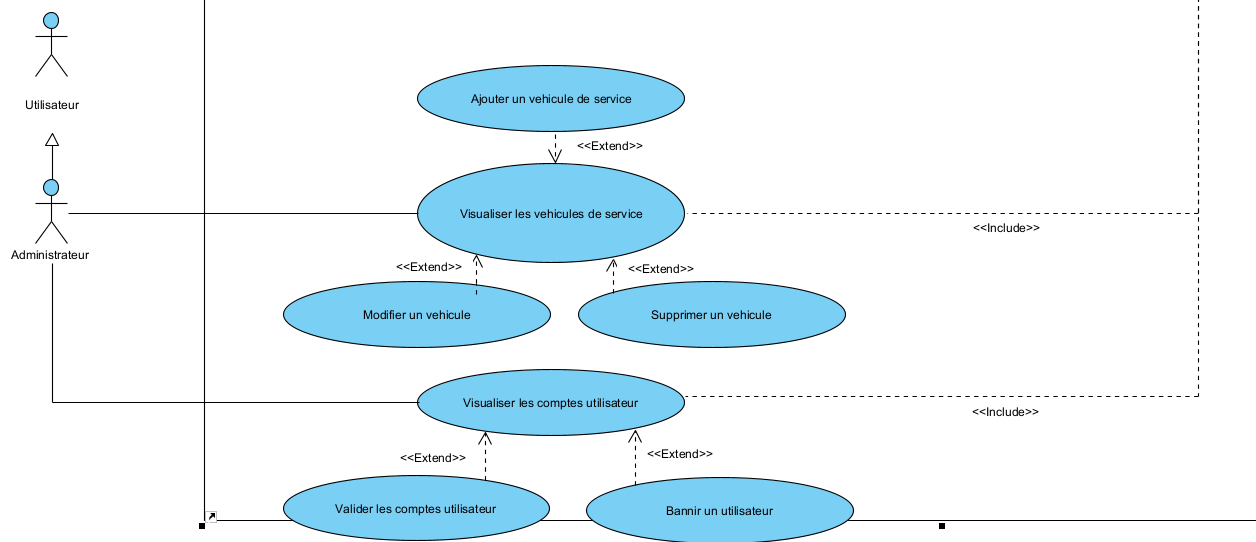 Utilisateur
Ajouter un vehicule de service
<<Extend>>
Visualiser les vehicules de service
<<Include>>
Administrateur
<<Extend>>
<<Extend>>
Modifier un vehicule
Supprimer un vehicule
Visualiser les comptes utilisateur
<<Include>>
<<Extend>>
<<Extend>>
Valider les comptes utilisateur
Bannir un utilisateur